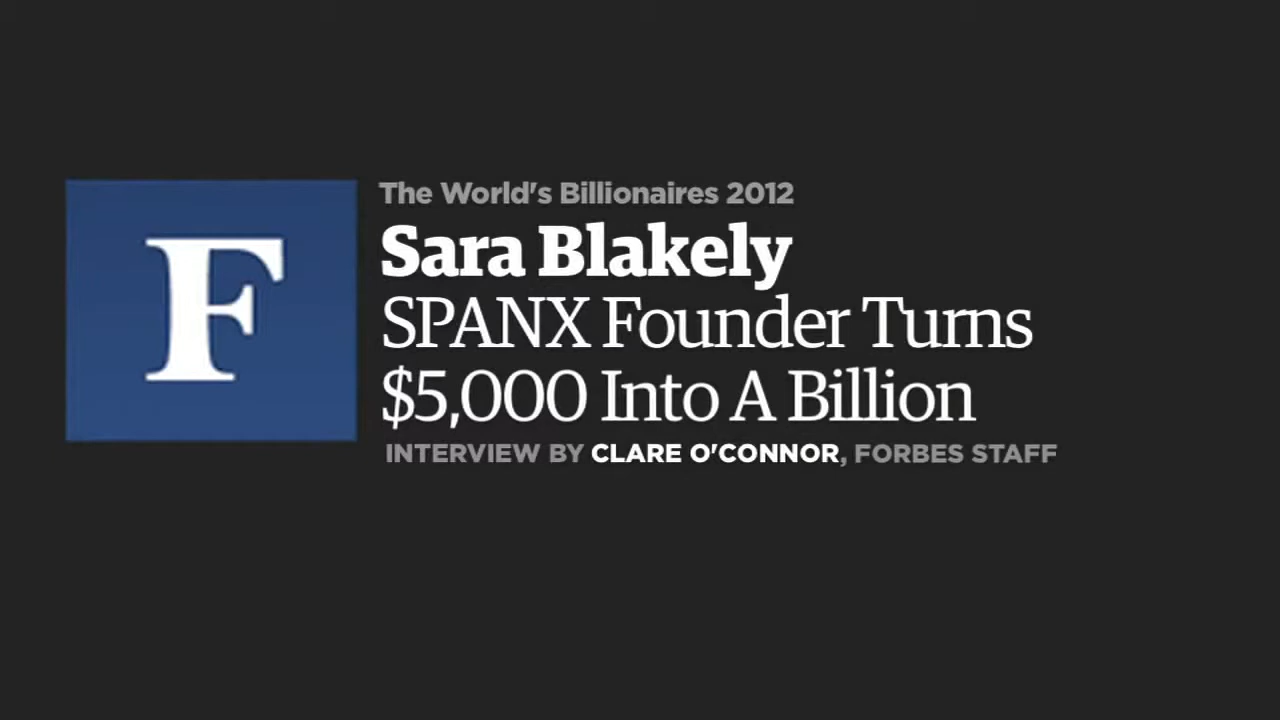 F
The World's Billionaires 2012
Sara Blakely
SPANX Founder Turns
$5,000 Into A Billion
INTERVIEW BY CLARE O'CONNOR, FORBES STAFF